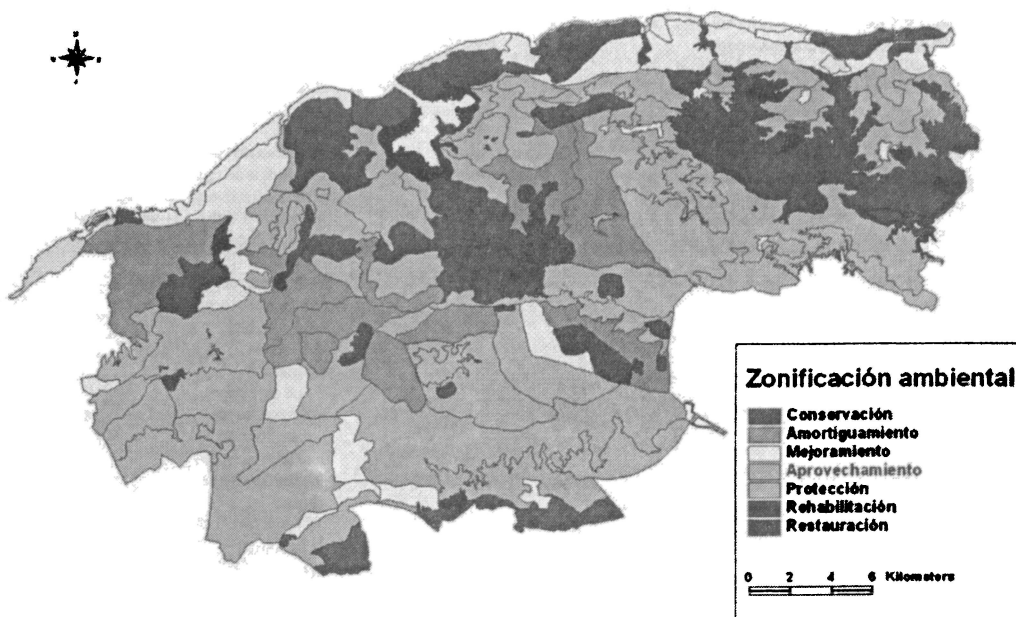 Zonificación ambiental
Conservación
Amortiguamiento
Mejoramiento
Aprovechamiento
Protección
Rehabilitación
Restauración
0 2 4 6 Kilometers